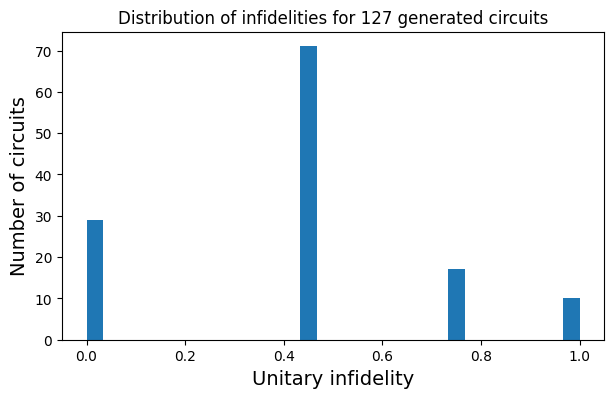 Distribution of infidelities for 127 generated circuits
Number of circuits
70
60
50
40
30
20
10
0
0.0 0.2 0.4 0.6 0.8 1.0
Unitary infidelity